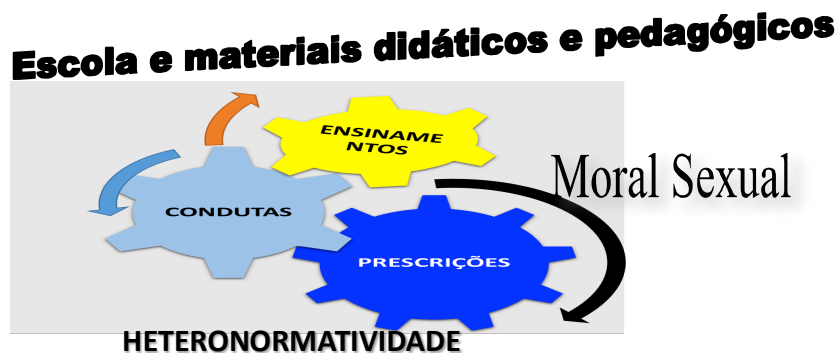 Escola e materiais didáticos e pedagógicos
ENSINAME
NTOS
Moral Sexual
CONDUTAS
PRESCRIÇÕES
HETERONORMATIVIDADE